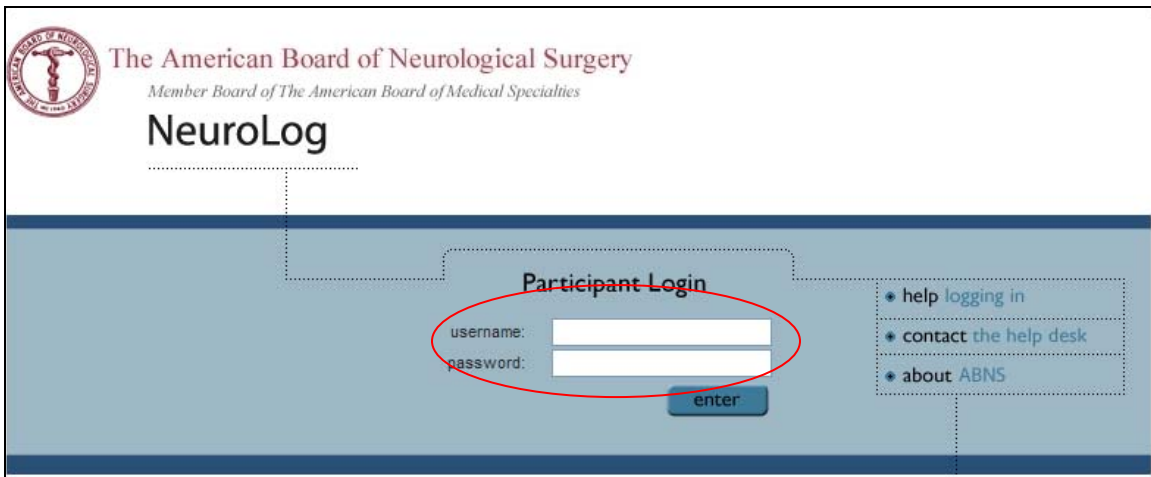 The American Board of Neurological Surgery
Member Board of The American Board of Medical Specialties
NeuroLog
Participant Login
username:
password:
enter
help logging in
contact the help desk
about ABNS